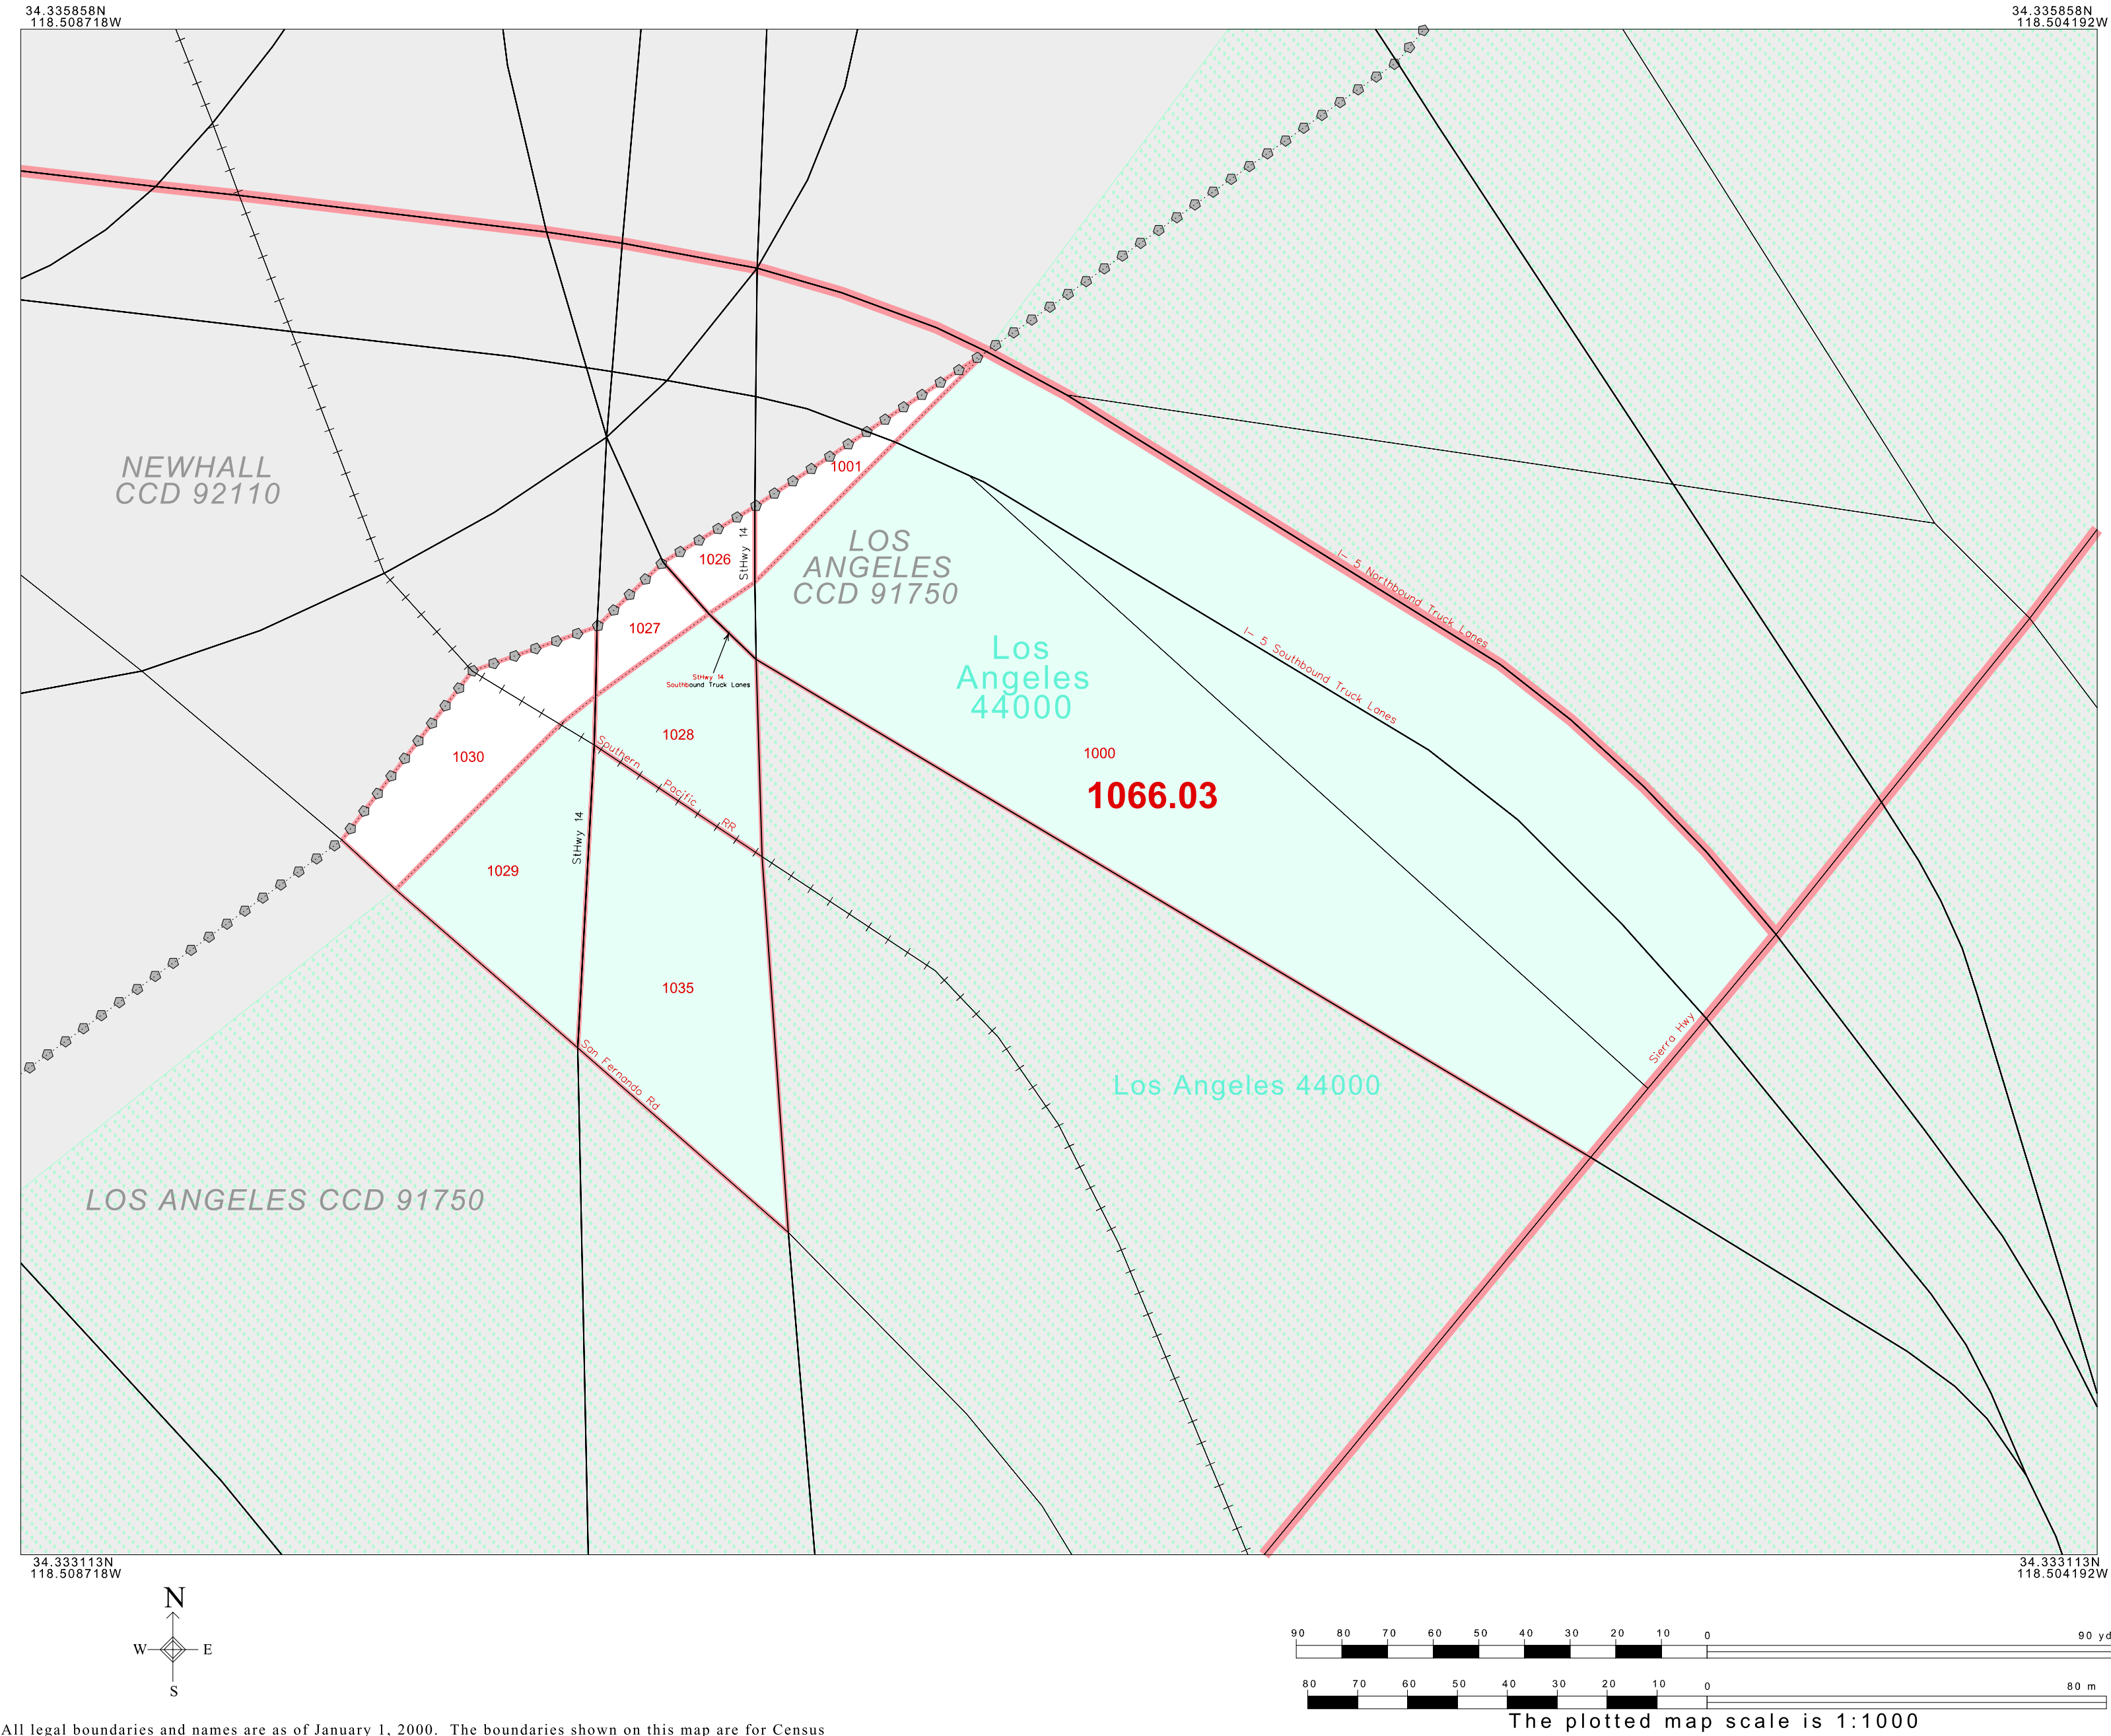 34.335858N
118.508718W
34.335858N
118.504192W
NEWHALL
CCD 92110
1001
StHwy 14
1026
LOS
ANGELES
CCD 91750
I- 5 Northbound Truck Lanes
1027
I- 5 Southbound Truck Lanes
Los
Angeles
44000
StHwy 14
Southbound Truck Lanes
1028
1030
Southern
Pacific
RR
1000
1066.03
StHwy 14
1029
1035
Sierra Hwy
San Fernando Rd
Los Angeles 44000
LOS ANGELES CCD 91750
34.333113N
118.508718W
34.333113N
118.504192W
N
W
E
S
90 80 70 60 50 40 30 20 10 0 90 yd
80 70 60 50 40 30 20 10 0 80 m
The plotted map scale is 1:1000
All legal boundaries and names are as of January 1, 2000. The boundaries shown on this map are for Census